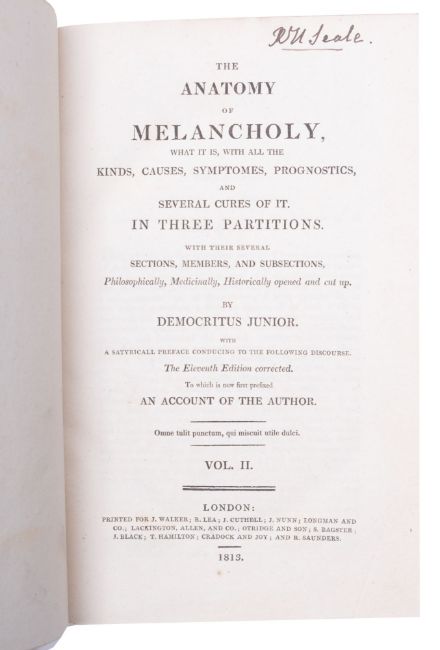 RH Seale.
THE
ANATOMY
OF
MELANCHOLY,
WHAT IT IS, WITH ALL THE
KINDS, CAUSES, SYMPTOMES, PROGNOSTICS,
AND
SEVERAL CURES OF IT.
IN THREE PARTITIONS.
WITH THEIR SEVERAL
SECTIONS, MEMBERS, AND SUBSECTIONS,
Philosophically, Medicinally, Historically opened and cut up.
BY
DEMOCRITUS JUNIOR.
WITH
A SATYRICALL PREFACE CONDUCING TO THE FOLLOWING DISCOURSE.
The Eleventh Edition corrected.
To which is now first prefixed
AN ACCOUNT OF THE AUTHOR.
Omne tulit punctum, qui miscuit utile dulci.
VOL. II.
LONDON:
PRINTED FOR J. WALKER; R. LEA; J. CUTHELL; J. NUNN; LONGMAN AND
CO.; LACKINGTON, ALLEN, AND CO.; OTRIDGE AND SON; S. BAGSTER;
J. BLACK; T. HAMILTON; CRADOCK AND JOY; AND R. SAUNDERS.
1813.